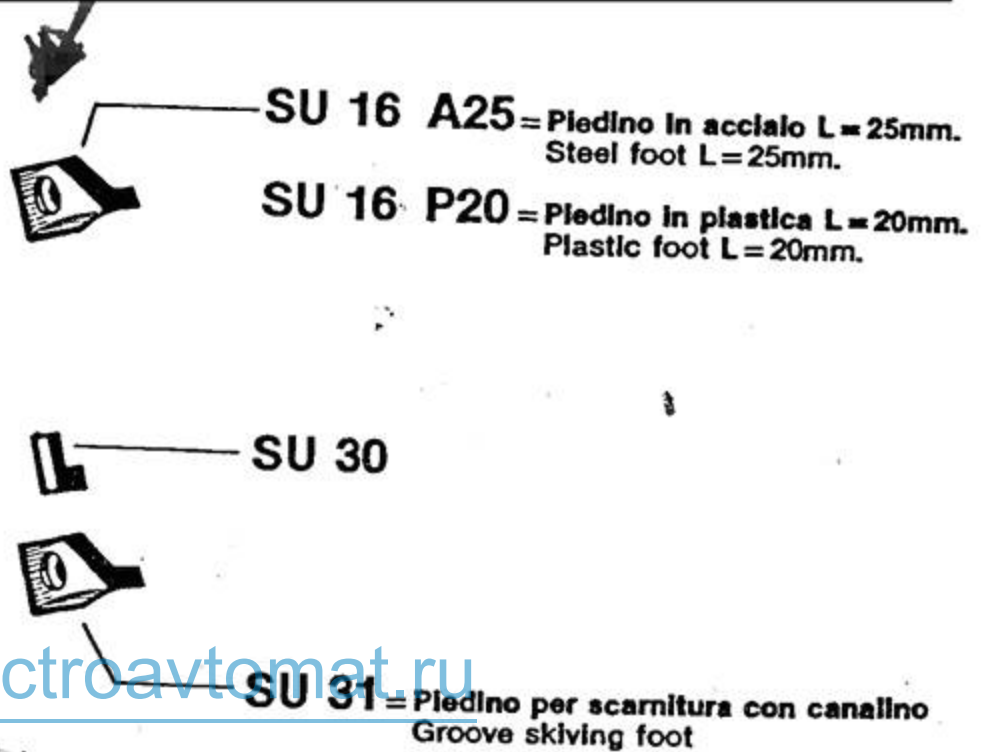 SU 16 A25 = Piedino in acciaio L = 25mm.
Steel foot L = 25mm.
SU 16 P20 = Piedino in plastica L = 20mm.
Plastic foot L = 20mm.
SU 30
ctroavtomat.ru
SU 31 = Piedino per scarnitura con canalino
Groove skiving foot